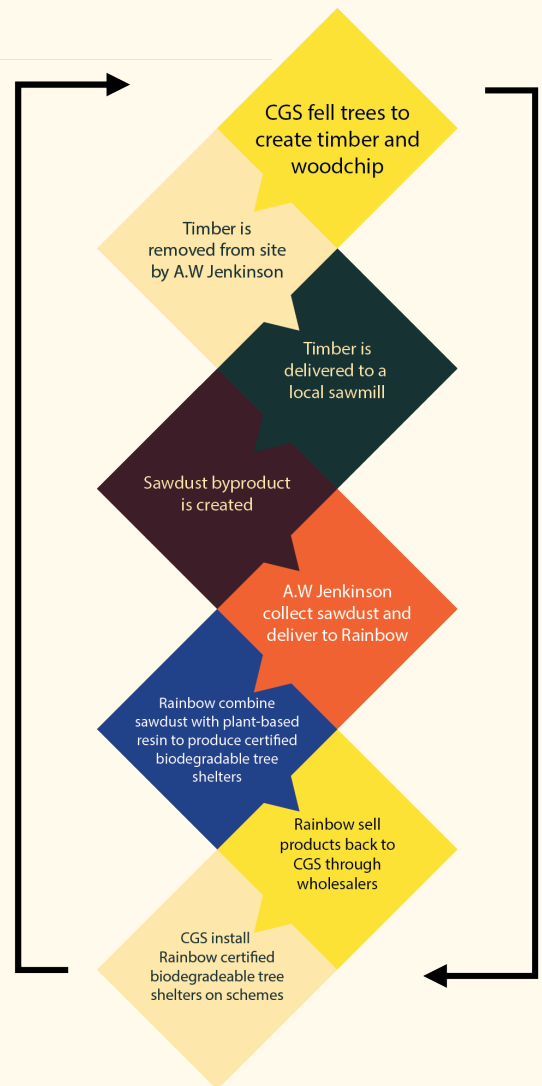 CGS fell trees to
create timber and
woodchip
Timber is
removed from site
by A.W Jenkinson
Timber is
delivered to a
local sawmill
Sawdust byproduct
is created
A.W Jenkinson
collect sawdust and
deliver to Rainbow
Rainbow combine
sawdust with plant-based
resin to produce certified
biodegradable tree
shelters
Rainbow sell
products back to
CGS through
wholesalers
CGS install
Rainbow certified
biodegradeable tree
shelters on schemes